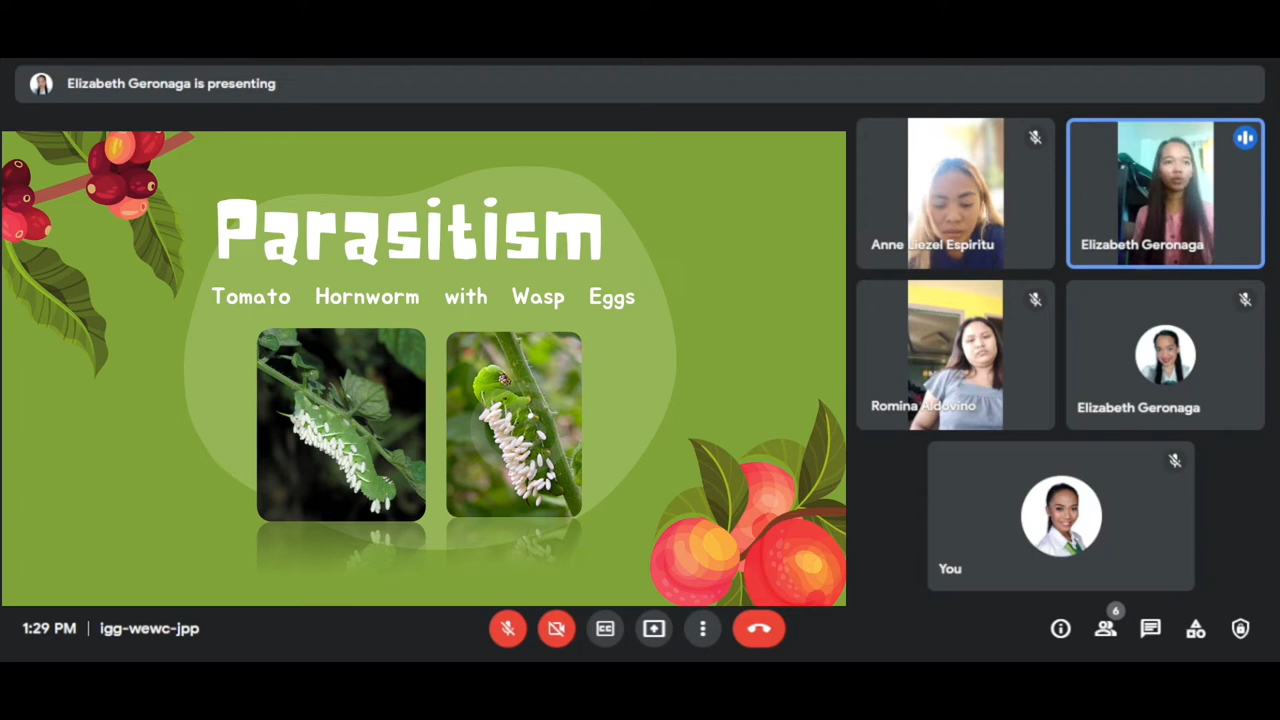 Elizabeth Geronaga is presenting
Parasitism
Tomato Hornworm with Wasp Eggs
Anne Liezel Espiritu
Elizabeth Geronaga
Romina Aldovino
Elizabeth Geronaga
You
1:29 PM | igg-wewc-jpp
CC
6